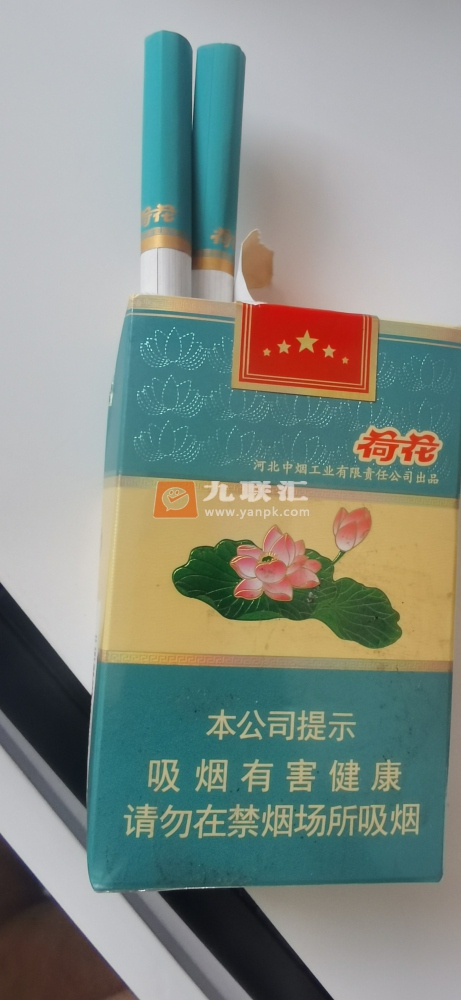 荷花
荷花
荷花
河北中烟工业有限责任公司出品
九联汇
www.yanpk.com
本公司提示
吸烟有害健康
请勿在禁烟场所吸烟